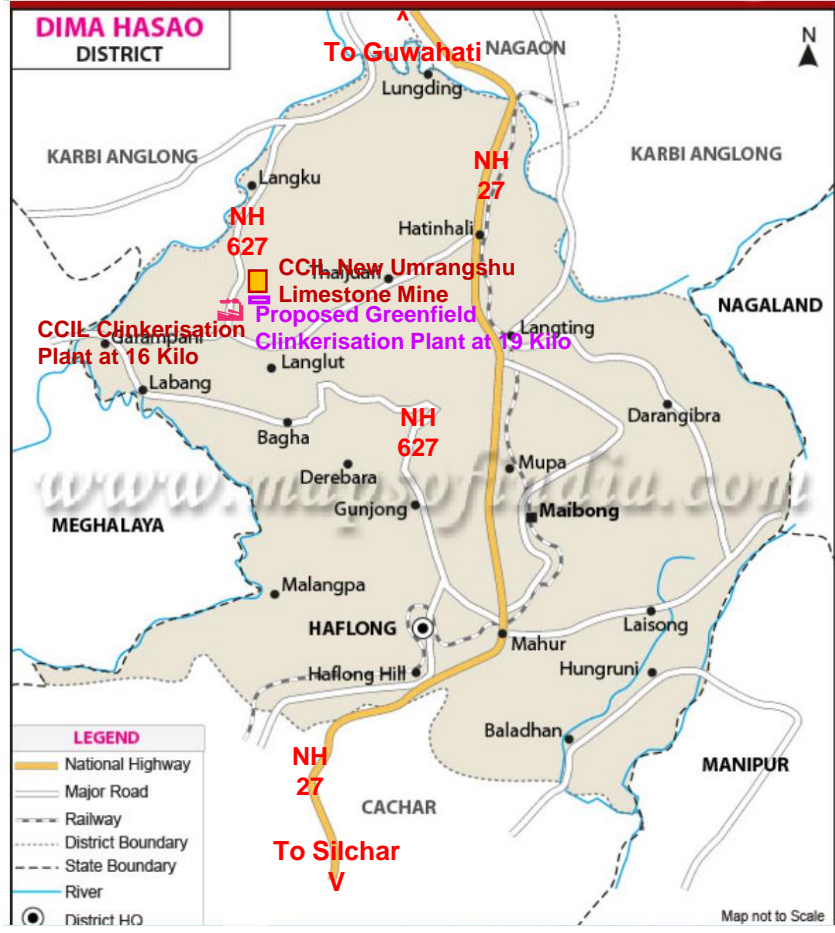 DIMA HASAO
DISTRICT
N
^
To Guwahati
NAGAON
Lungding
KARBI ANGLONG
KARBI ANGLONG
NH
27
Langku
NH
627
Hatinhali
CCIL New Umrangshu
Limestone Mine
Thaijuan
NAGALAND
Proposed Greenfield
Clinkerisation Plant at 19 Kilo
CCIL Clinkerisation
Plant at 16 Kilo
Garampani
Langting
Langlut
Labang
Darangibra
NH
627
Bagha
Derebara
Mupa
www.mapsofindia.com
Gunjong
Maibong
MEGHALAYA
Malangpa
HAFLONG
Laisong
Mahur
Haflong Hill
Hungruni
Baladhan
LEGEND
National Highway
Major Road
Railway
District Boundary
State Boundary
River
District HQ
NH
27
MANIPUR
CACHAR
To Silchar
V
Map not to Scale